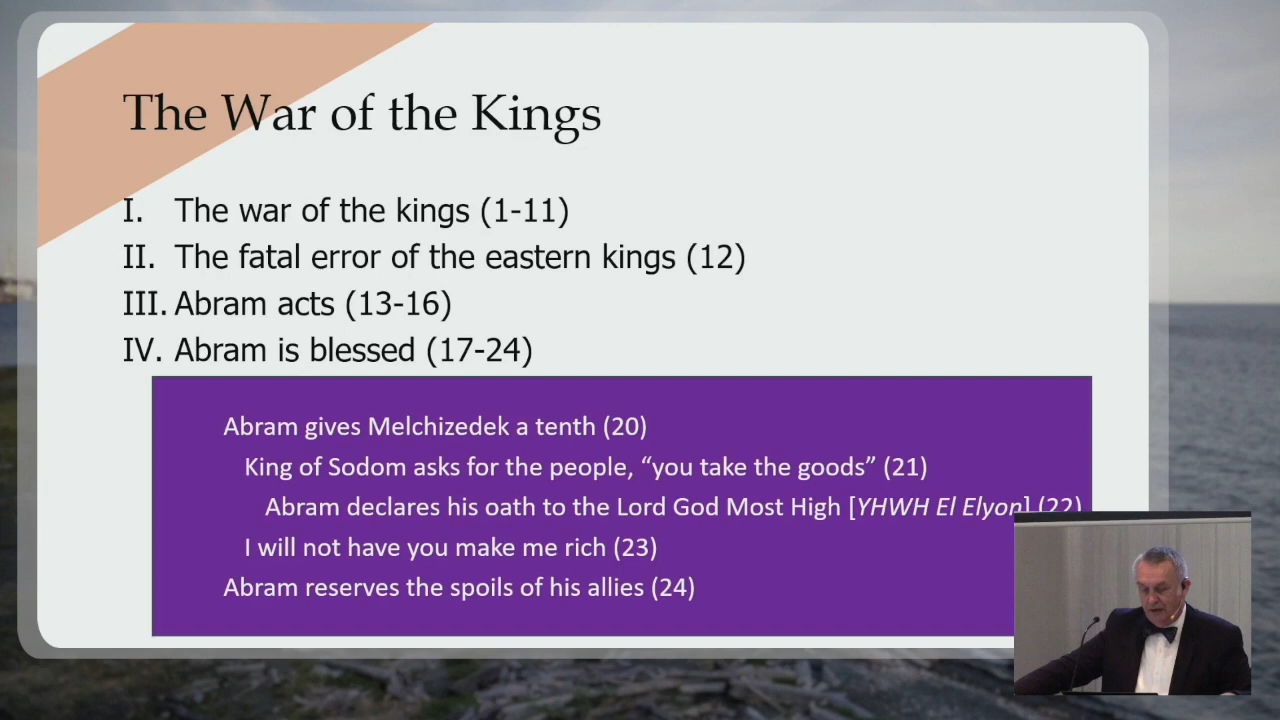 The War of the Kings
I. The war of the kings (1-11)
II. The fatal error of the eastern kings (12)
III. Abram acts (13-16)
IV. Abram is blessed (17-24)
Abram gives Melchizedek a tenth (20)
King of Sodom asks for the people, “you take the goods” (21)
Abram declares his oath to the Lord God Most High [YHWH El Elyon] (22)
I will not have you make me rich (23)
Abram reserves the spoils of his allies (24)